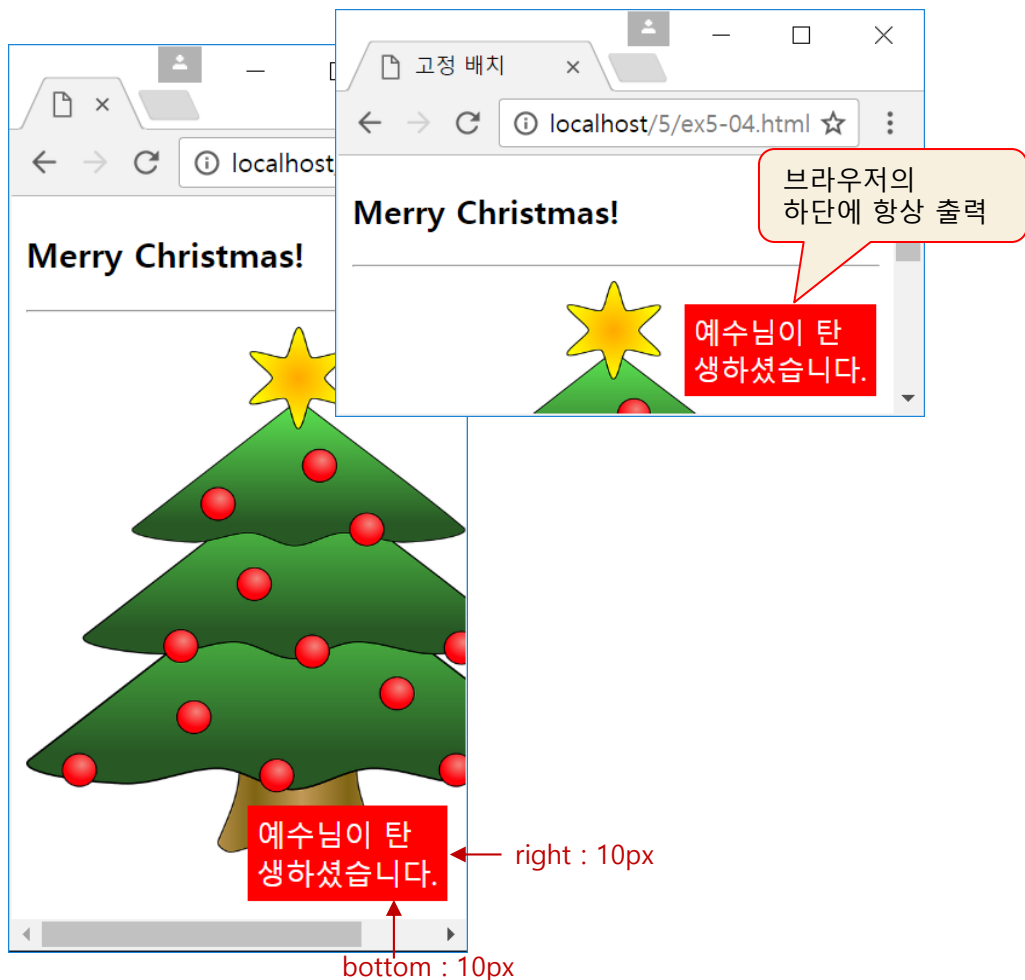 고정 배치
localhost/5/ex5-04.html
localhost
브라우저의
하단에 항상 출력
Merry Christmas!
Merry Christmas!
예수님이 탄
생하셨습니다.
예수님이 탄
생하셨습니다.
right : 10px
bottom : 10px